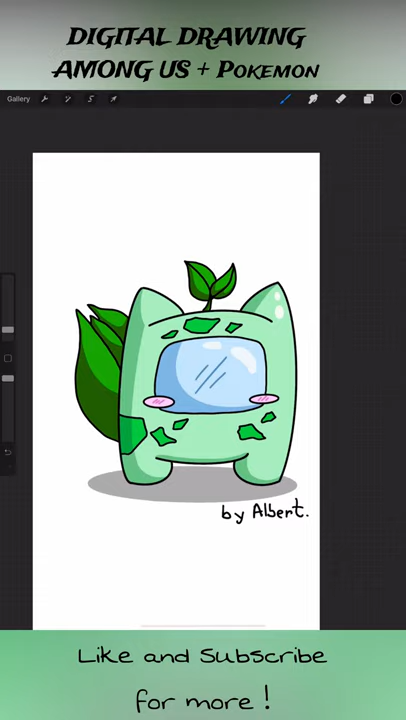 DIGITAL DRAWING
AMONG US + POKEMON
Gallery
by Albert.
Like and Subscribe
for more !